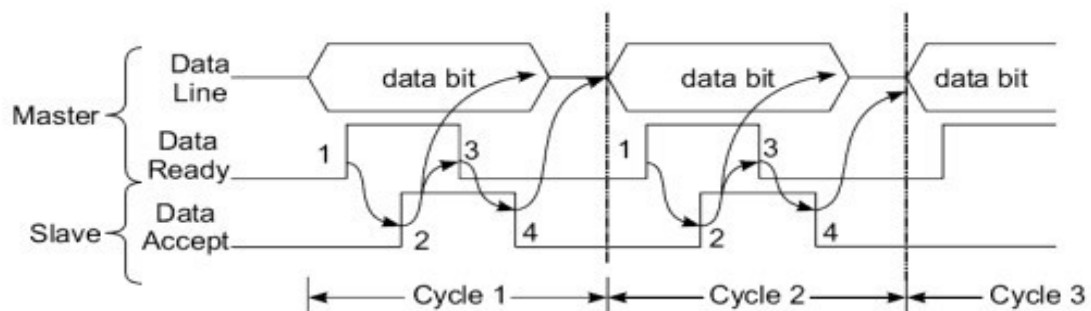 Data Line
data bit
data bit
data bit
Master
Data Ready
1
3
1
3
Slave
Data Accept
2
4
2
4
Cycle 1
Cycle 2
Cycle 3